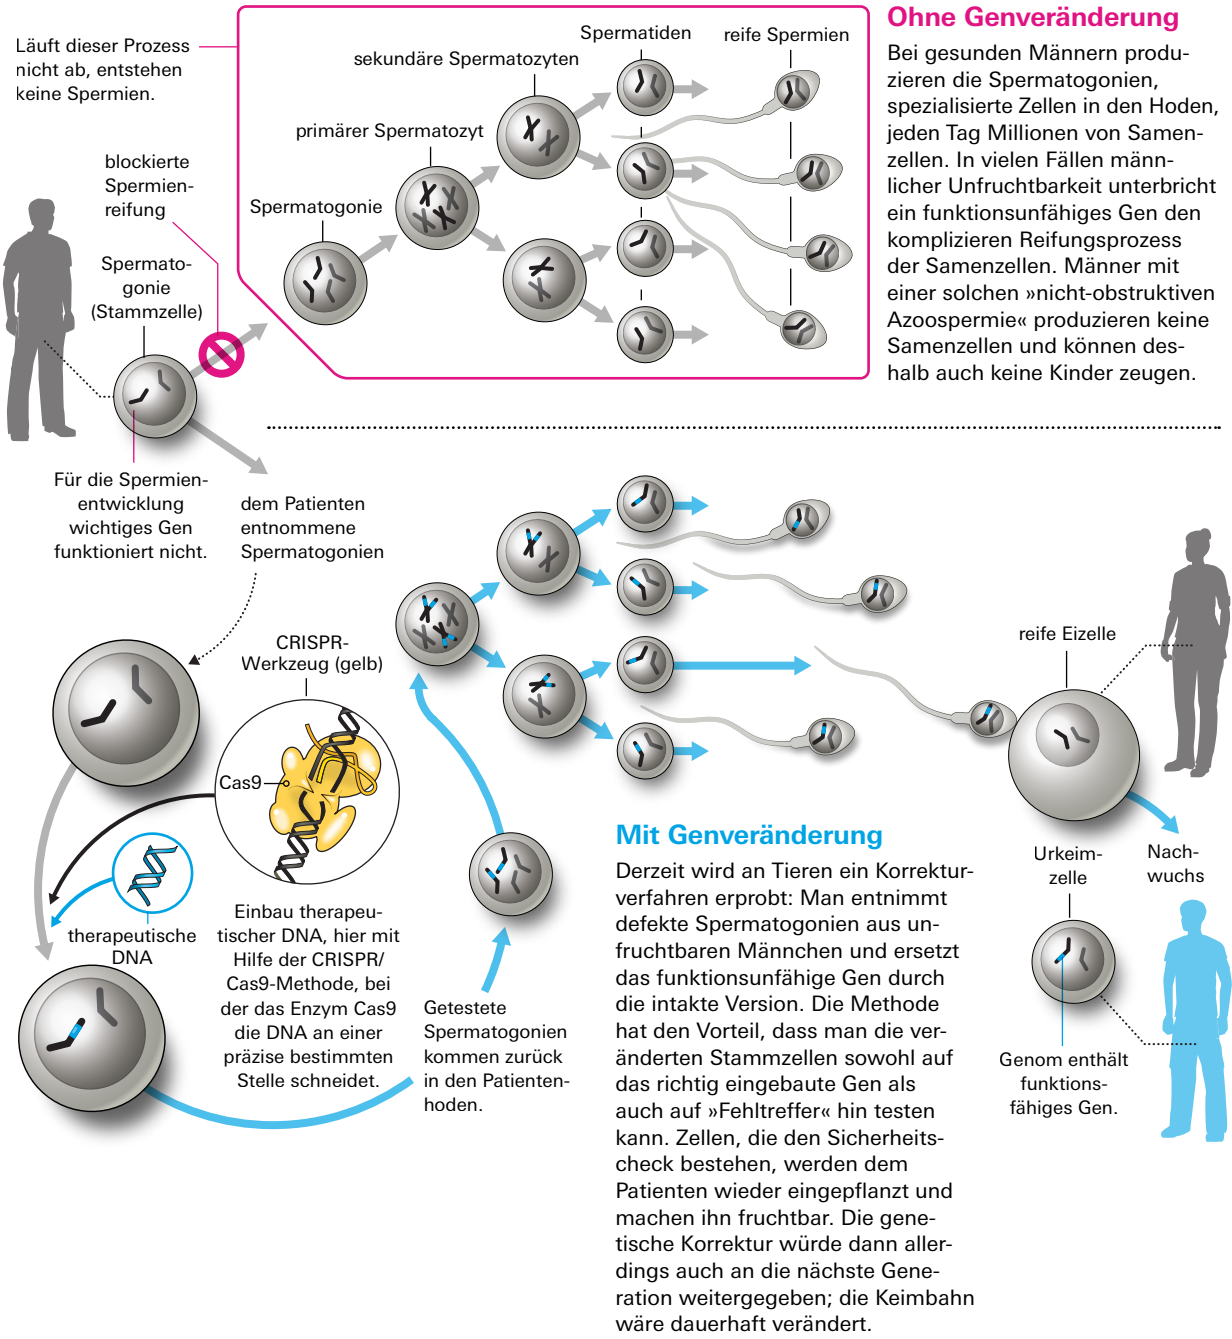 Läuft dieser Prozess
nicht ab, entstehen
keine Spermien.
blockierte
Spermien-
reifung
Spermato-
gonie
(Stammzelle)
Für die Spermien-
entwicklung
wichtiges Gen
funktioniert nicht.
Spermatogonie
primärer Spermatozyt
sekundäre Spermatozyten
Spermatiden
reife Spermien
Ohne Genveränderung
Bei gesunden Männern produ-
zieren die Spermatogonien,
spezialisierte Zellen in den Hoden,
jeden Tag Millionen von Samen-
zellen. In vielen Fällen männ-
licher Unfruchtbarkeit unterbricht
ein funktionsunfähiges Gen den
komplizieren Reifungsprozess
der Samenzellen. Männer mit
einer solchen »nicht-obstruktiven
Azoospermie« produzieren keine
Samenzellen und können des-
halb auch keine Kinder zeugen.
dem Patienten
entnommene
Spermatogonien
CRISPR-
Werkzeug (gelb)
Cas9
therapeutische
DNA
Einbau therapeu-
tischer DNA, hier mit
Hilfe der CRISPR/
Cas9-Methode, bei
der das Enzym Cas9
die DNA an einer
präzise bestimmten
Stelle schneidet.
Getestete
Spermatogonien
kommen zurück
in den Patienten-
hoden.
Mit Genveränderung
Derzeit wird an Tieren ein Korrektur-
verfahren erprobt: Man entnimmt
defekte Spermatogonien aus un-
fruchtbaren Männchen und ersetzt
das funktionsunfähige Gen durch
die intakte Version. Die Methode
hat den Vorteil, dass man die ver-
änderten Stammzellen sowohl auf
das richtig eingebaute Gen als
auch auf »Fehltreffer« hin testen
kann. Zellen, die den Sicherheits-
check bestehen, werden dem
Patienten wieder eingepflanzt und
machen ihn fruchtbar. Die gene-
tische Korrektur würde dann aller-
dings auch an die nächste Gene-
ration weitergegeben; die Keimbahn
wäre dauerhaft verändert.
reife Eizelle
Urkeim-
zelle
Nach-
wuchs
Genom enthält
funktions-
fähiges Gen.